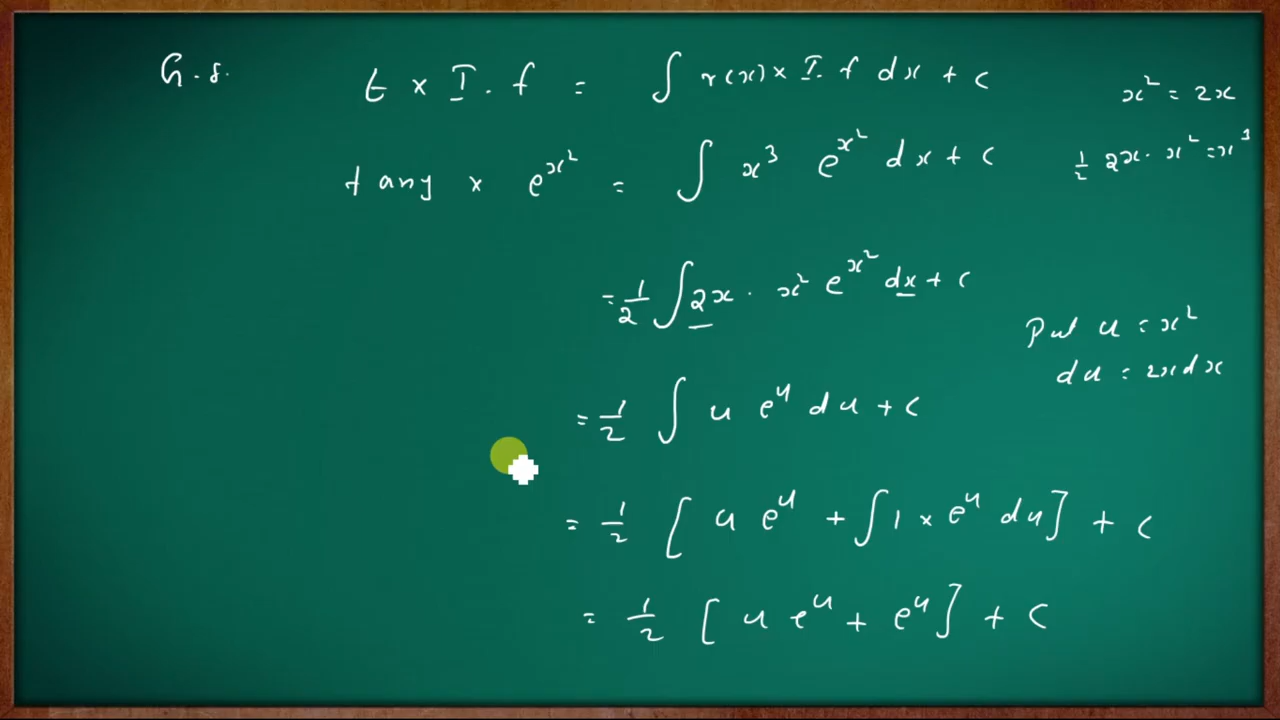 G.S.
t × I.f = ∫ r(x) × I.f dx + c
x² = 2x
tan y × e^{x²} = ∫ x³ e^{x²} dx + c
1/2 2x · x² = x³
= 1/2 ∫ 2x · x² e^{x²} dx + c
Put u = x²
du = 2x dx
= 1/2 ∫ u e^u du + c
= 1/2 [ u e^u + ∫ 1 × e^u du ] + c
= 1/2 [ u e^u + e^u ] + c